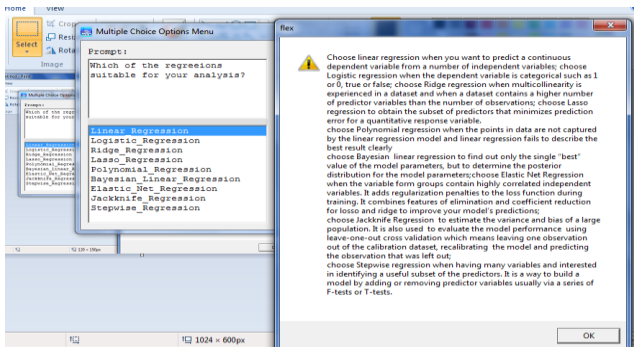 Home View
Crop
Resi
Select
Rota
Image
Multiple Choice Options Menu
Prompt:
Which of the regreeions
suitable for your analysis?
Linear_Regression
Logistic_Regression
Ridge_Regression
Lasso_Regression
Polynomial_Regression
Bayesian_Linear_Regression
Elastic_Net_Regression
Jackknife_Regression
Stepwise_Regression
1024 × 600px
flex
Choose linear regression when you want to predict a continuous
dependent variable from a number of independent variables; choose
Logistic regression when the dependent variable is categorical such as 1
or 0, true or false; choose Ridge regression when multicollinearity is
experienced in a dataset and when a dataset contains a higher number
of predictor variables than the number of observations; choose Lasso
regression to obtain the subset of predictors that minimizes prediction
error for a quantitative response variable.
choose Polynomial regression when the points in data are not captured
by the linear regression model and linear regression fails to describe the
best result clearly
choose Bayesian linear regression to find out only the single "best"
value of the model parameters, but to determine the posterior
distribution for the model parameters;choose Elastic Net Regression
when the variable form groups contain highly correlated independent
variables. It adds regularization penalties to the loss function during
training. It combines features of elimination and coefficient reduction
for losso and ridge to improve your model's predictions;
choose Jackknife Regression to estimate the variance and bias of a large
population. It is also used to evaluate the model performance using
leave-one-out cross validation which means leaving one observation
out of the calibration dataset, recalibrating the model and predicting
the observation that was left out;
choose Stepwise regression when having many variables and interested
in identifying a useful subset of the predictors. It is a way to build a
model by adding or removing predictor variables usually via a series of
F-tests or T-tests.
OK